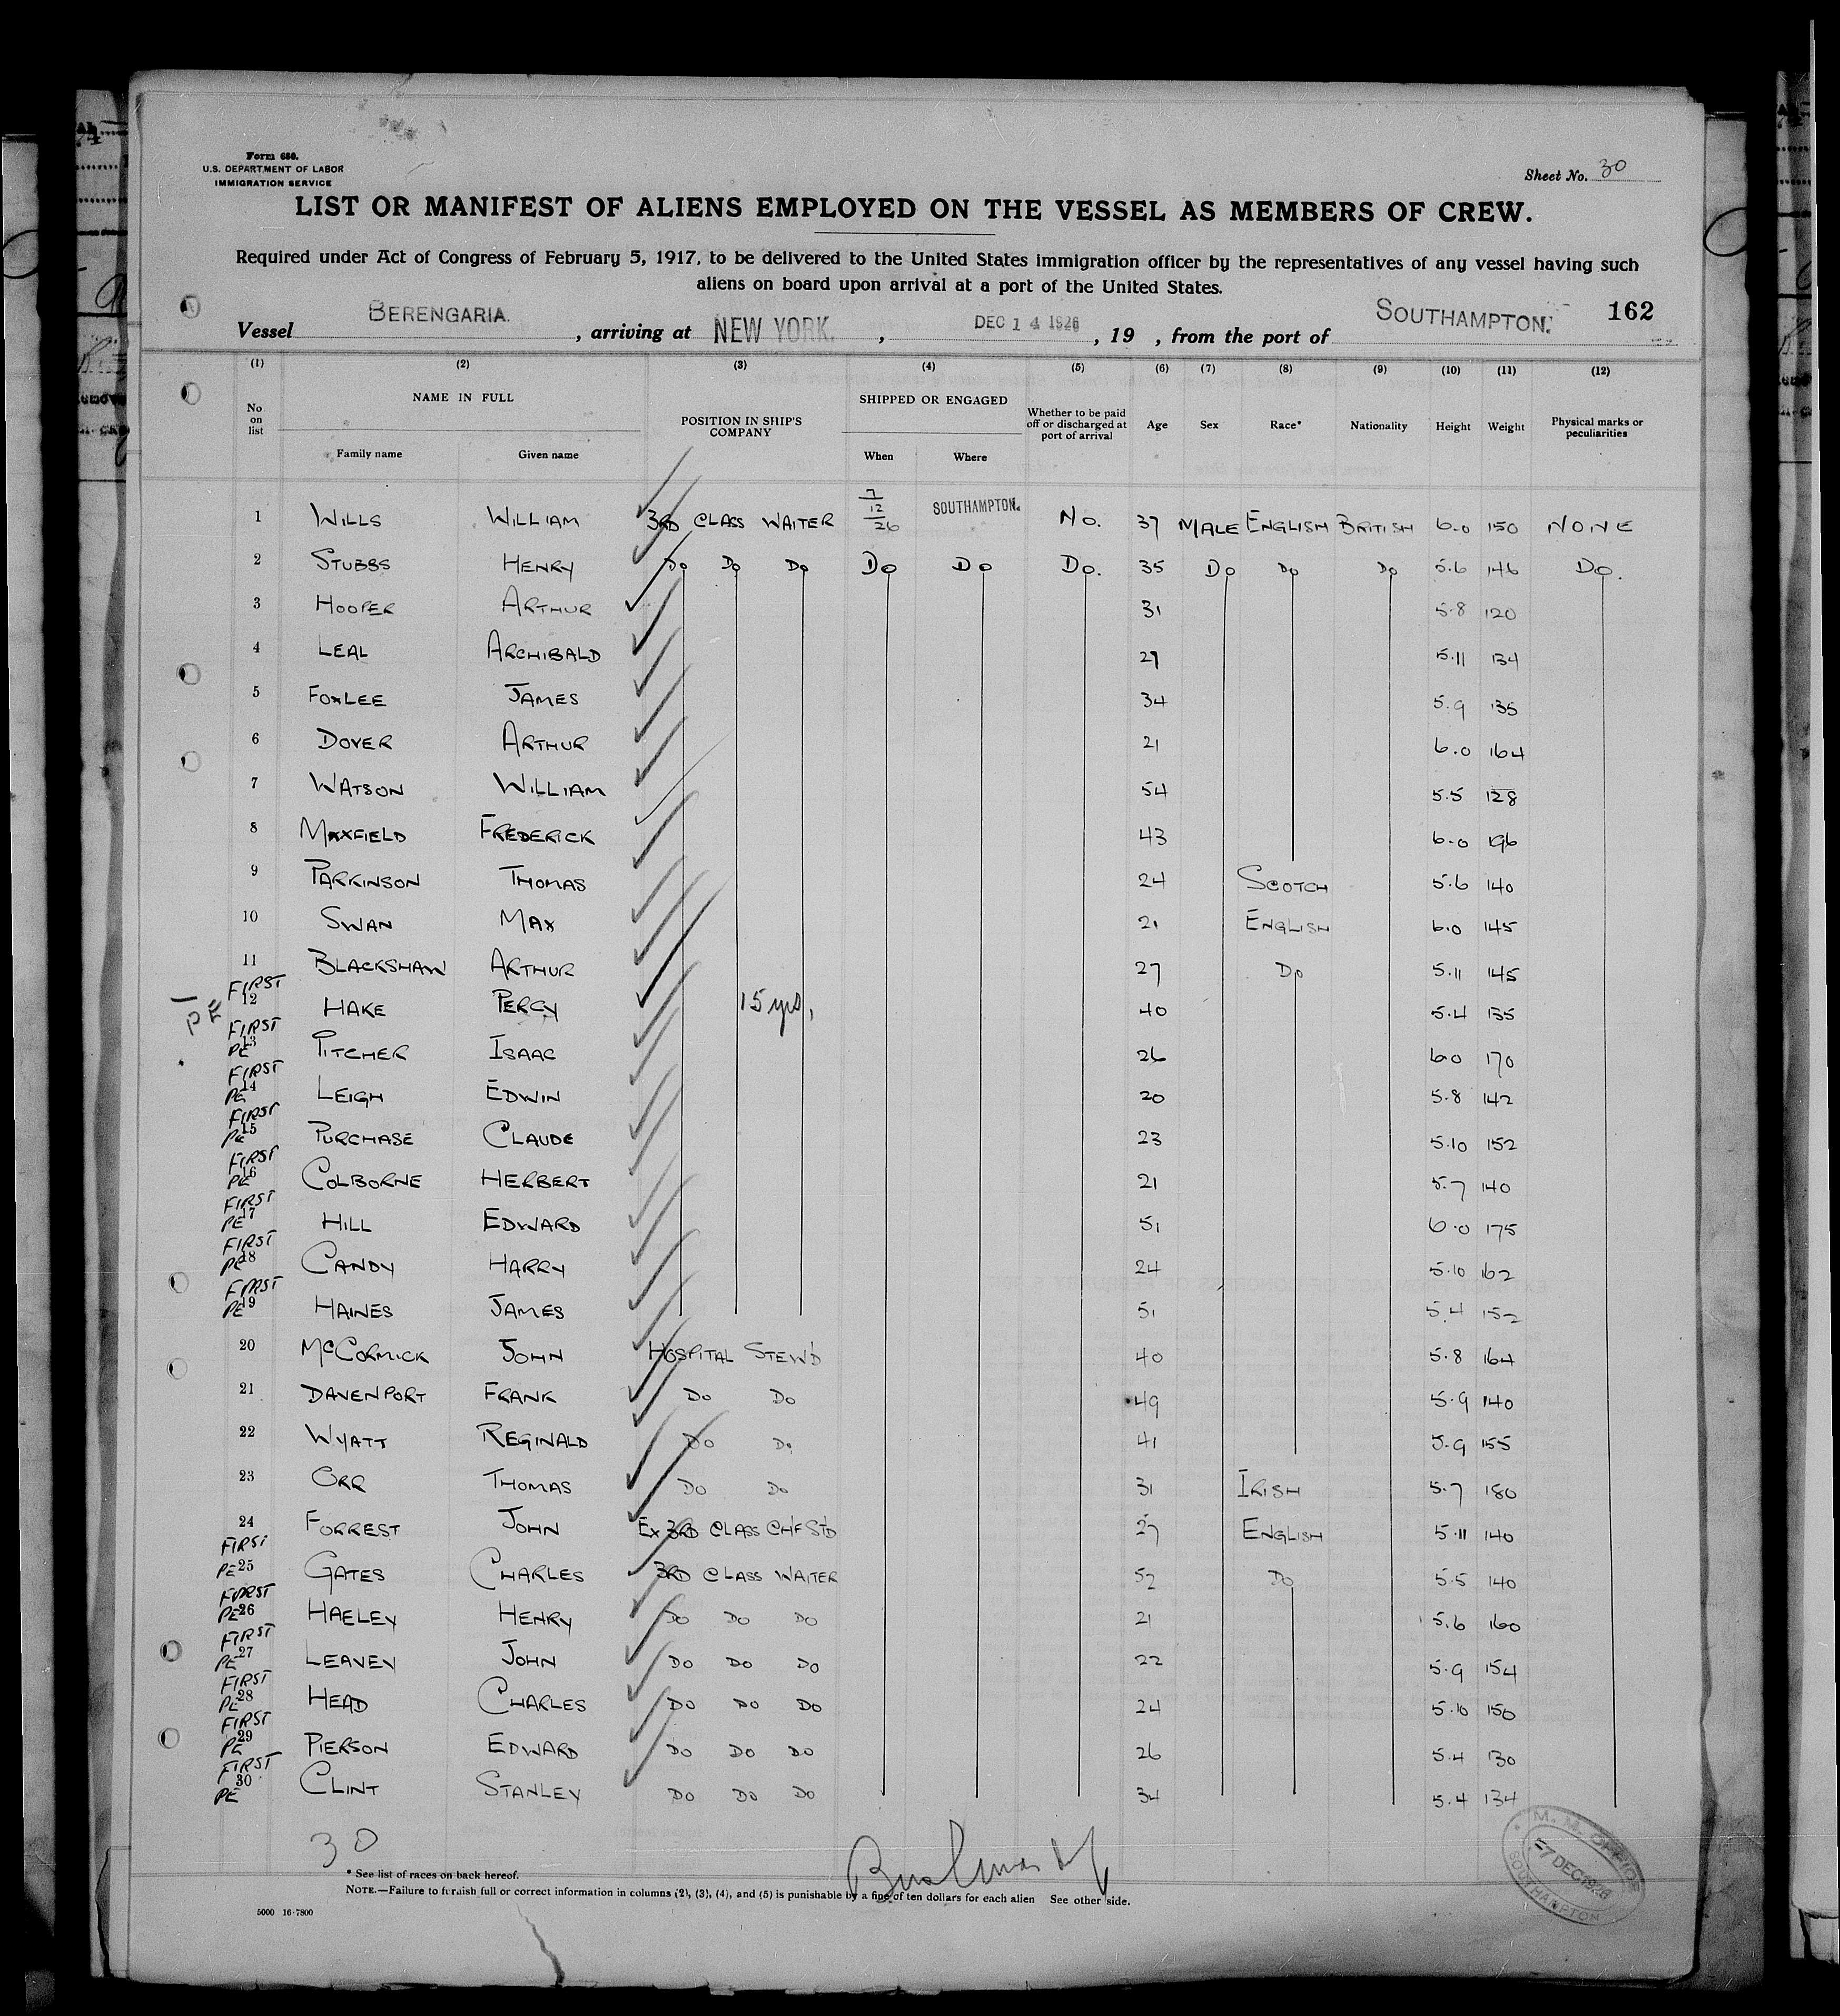 Form 680.
U.S. DEPARTMENT OF LABOR
IMMIGRATION SERVICE
Sheet No. 30
LIST OR MANIFEST OF ALIENS EMPLOYED ON THE VESSEL AS MEMBERS OF CREW.
Required under Act of Congress of February 5, 1917, to be delivered to the United States immigration officer by the representatives of any vessel having such
aliens on board upon arrival at a port of the United States.
162
Vessel BERENGARIA. , arriving at NEW YORK. , DEC 14 1926 , 19 , from the port of SOUTHAMPTON.
(1) (2) (3) (4) (5) (6) (7) (8) (9) (10) (11) (12)
No on list NAME IN FULL Family name Given name POSITION IN SHIP'S COMPANY SHIPPED OR ENGAGED When Where Whether to be paid off or discharged at port of arrival Age Sex Race* Nationality Height Weight Physical marks or peculiarities
1 WILLS WILLIAM 3RD CLASS WAITER 7/12/26 SOUTHAMPTON. No. 37 MALE ENGLISH BRITISH 6.0 150 NONE
2 STUBBS HENRY Do Do Do Do Do Do. 35 Do Do Do 5.6 146 Do.
3 HOOPER ARTHUR 31 5.8 120
4 LEAL ARCHIBALD 29 5.11 134
5 FOXLEE JAMES 34 5.9 135
6 DOVER ARTHUR 21 6.0 164
7 WATSON WILLIAM 54 5.5 128
8 MAXFIELD FREDERICK 43 6.0 196
9 PARKINSON THOMAS 24 SCOTCH 5.6 140
10 SWAN MAX 21 ENGLISH 6.0 145
11 BLACKSHAW ARTHUR 27 Do 5.11 145
PE FIRST 12 HAKE PERCY 15 yrs, 40 5.4 135
FIRST PE 13 PITCHER ISAAC 26 6.0 170
FIRST PE 14 LEIGH EDWIN 20 5.8 142
FIRST PE 15 PURCHASE CLAUDE 23 5.10 152
FIRST PE 16 COLBORNE HERBERT 21 5.7 140
FIRST PE 17 HILL EDWARD 51 6.0 175
FIRST PE 18 CANDY HARRY 24 5.10 162
FIRST PE 19 HAINES JAMES 51 5.4 152
20 McCORMICK JOHN HOSPITAL STEWD 40 5.8 164
21 DAVENPORT FRANK Do Do 49 5.9 140
22 WYATT REGINALD Do Do 41 5.9 155
23 ORR THOMAS Do Do 31 IRISH 5.7 180
24 FORREST JOHN EX 3RD CLASS CHF STD 27 ENGLISH 5.11 140
FIRST PE 25 GATES CHARLES 3RD CLASS WAITER 52 Do 5.5 140
FIRST PE 26 HAELEY HENRY Do Do Do 21 5.6 160
FIRST PE 27 LEAVEY JOHN Do Do Do 22 5.9 154
FIRST PE 28 HEAD CHARLES Do Do Do 24 5.10 150
FIRST PE 29 PIERSON EDWARD Do Do Do 26 5.4 130
FIRST PE 30 CLINT STANLEY Do Do Do 34 5.4 134
30
* See list of races on back hereof.
NOTE.—Failure to furnish full or correct information in columns (2), (3), (4), and (5) is punishable by a fine of ten dollars for each alien See other side.
5000 16-7800
M. M. OFFICE
7 DEC 1926
SOUTHAMPTON